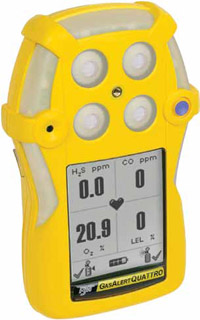 H₂S ppm CO ppm
0.0 0
20.9 0
O₂ % LEL %
GASALERTQUATTRO